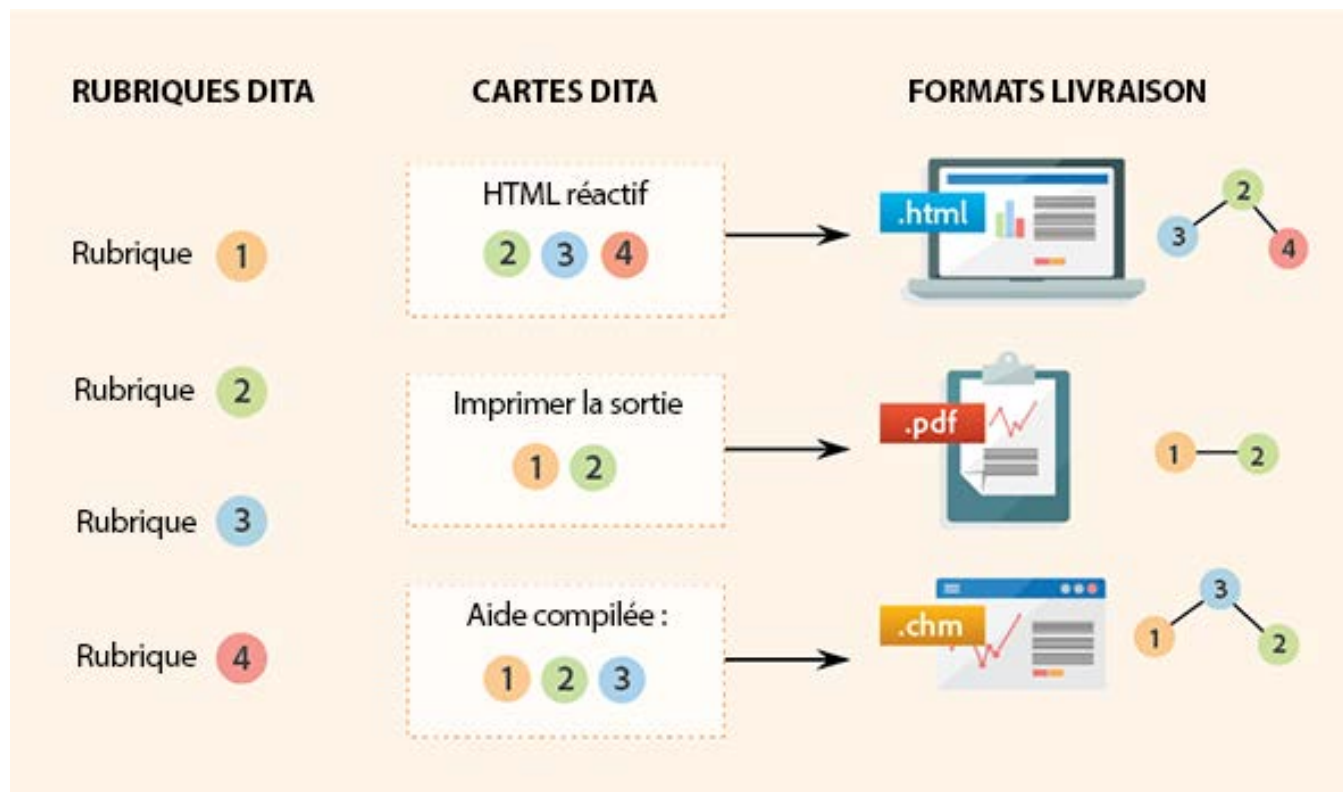 RUBRIQUES DITA
CARTES DITA
FORMATS LIVRAISON
Rubrique 1
Rubrique 2
Rubrique 3
Rubrique 4
HTML réactif
2 3 4
Imprimer la sortie
1 2
Aide compilée :
1 2 3
.html
2
3
4
.pdf
1 2
.chm
3
1
2